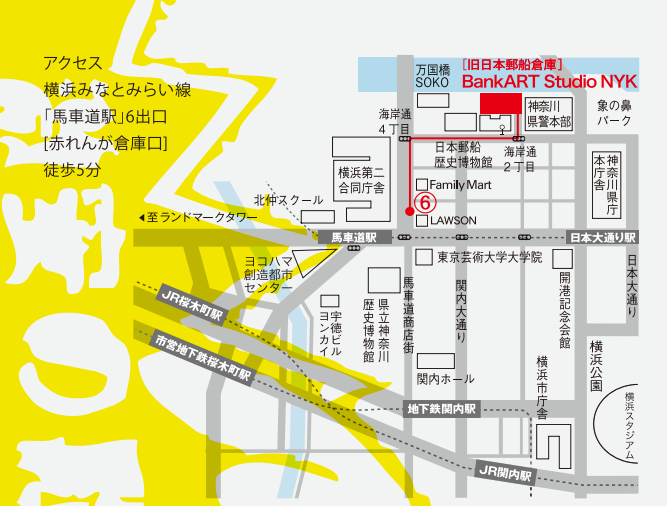 アクセス
横浜みなとみらい線
「馬車道駅」6出口
[赤れんが倉庫口]
徒歩5分
[旧日本郵船倉庫]
BankART Studio NYK
万国橋
SOKO
神奈川
県警本部
象の鼻
パーク
海岸通
4丁目
日本郵船
歴史博物館
海岸通
2丁目
横浜第二
合同庁舎
Family Mart
⑥
LAWSON
神奈川県庁
本庁舎
北仲スクール
◀至ランドマークタワー
馬車道駅
日本大通り駅
ヨコハマ
創造都市
センター
東京芸術大学大学院
日本大通り
JR桜木町駅
市営地下鉄桜木町駅
宇徳ビル
ヨンカイ
県立神奈川
歴史博物館
馬車道商店街
関内大通り
開港記念会館
関内ホール
横浜市庁舎
横浜公園
横浜スタジアム
地下鉄関内駅
JR関内駅